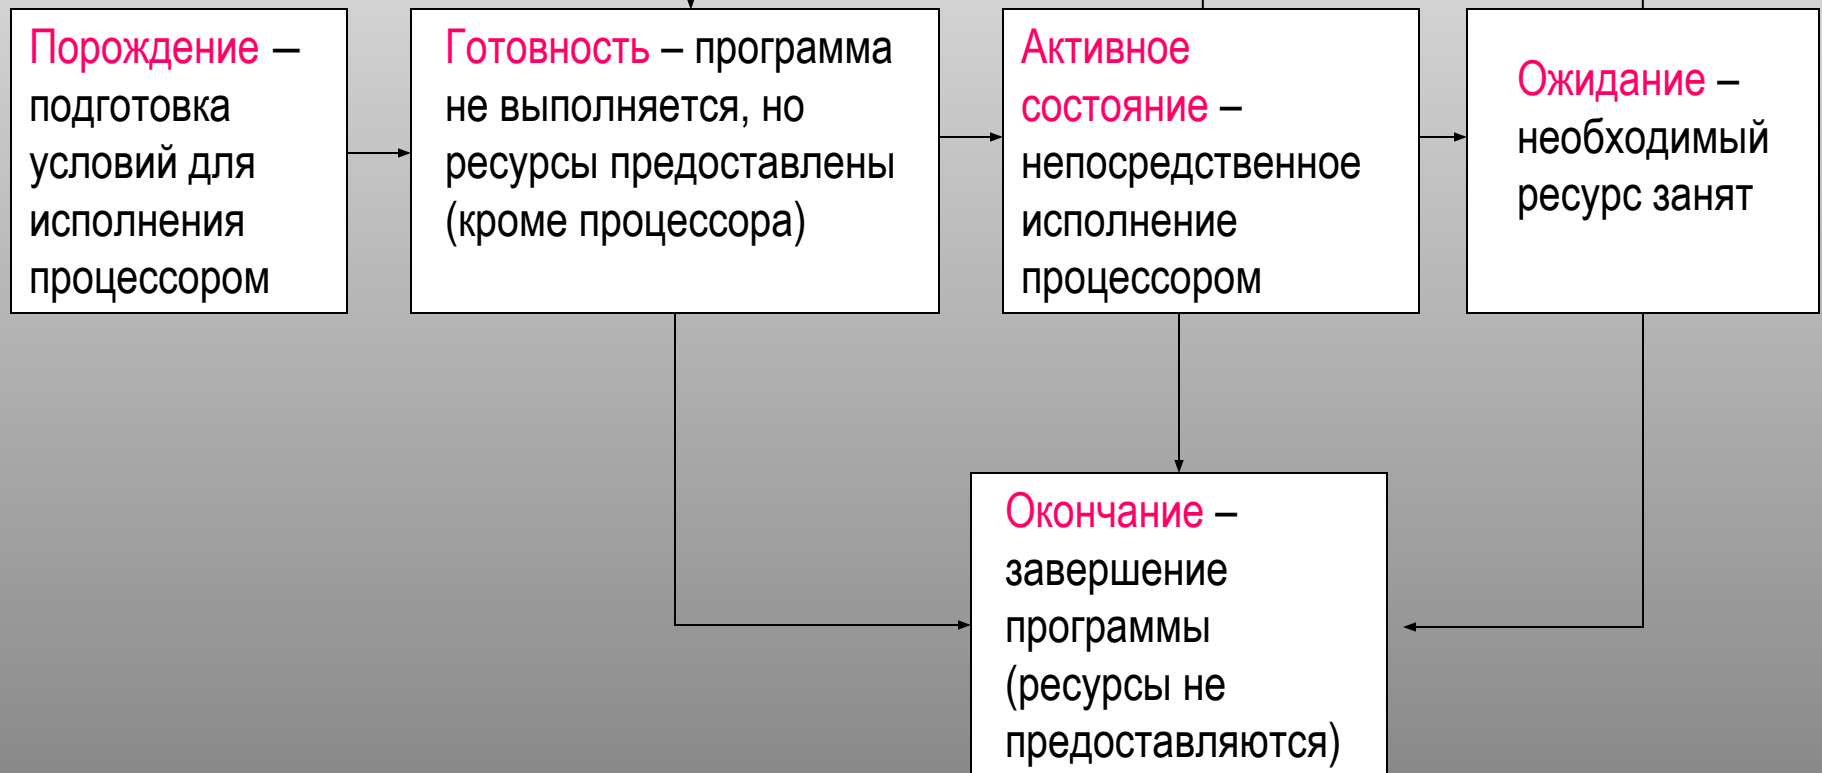 Порождение –
подготовка
условий для
исполнения
процессором
Готовность – программа
не выполняется, но
ресурсы предоставлены
(кроме процессора)
Активное
состояние –
непосредственное
исполнение
процессором
Ожидание –
необходимый
ресурс занят
Окончание –
завершение
программы
(ресурсы не
предоставляются)